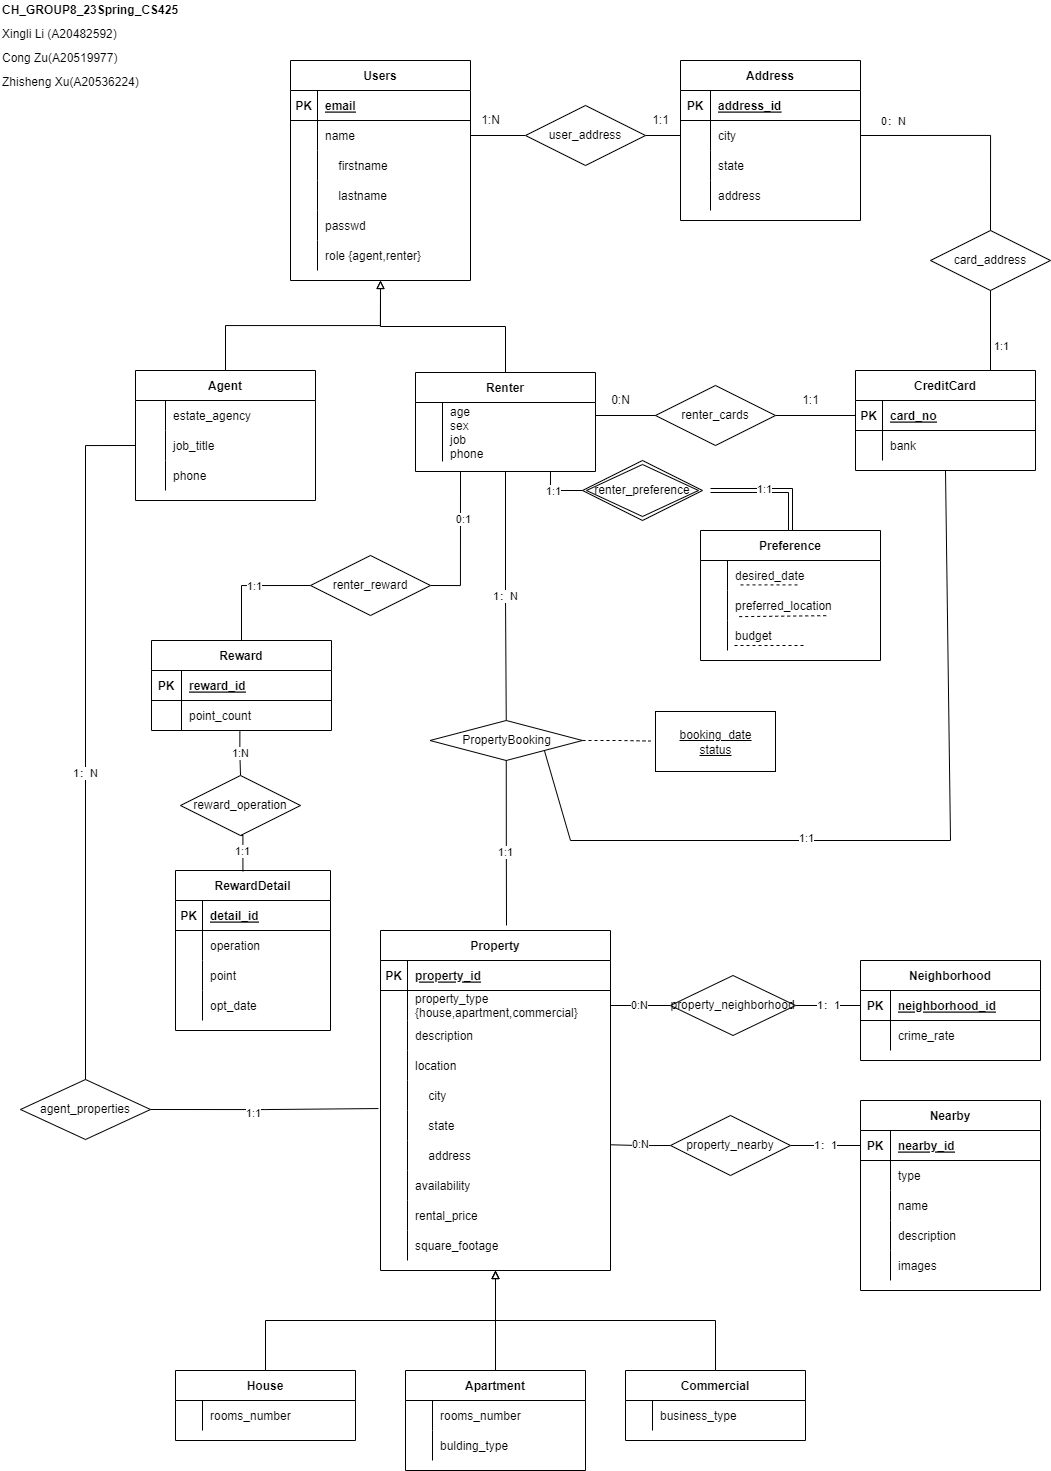 CH_GROUP8_23Spring_CS425
Xingli Li (A20482592)
Cong Zu(A20519977)
Zhisheng Xu(A20536224)
Users
PK email
name
firstname
lastname
passwd
role {agent,renter}
1:N
user_address
1:1
Address
PK address_id
city
state
address
0: N
card_address
1:1
Agent
estate_agency
job_title
phone
Renter
age
sex
job
phone
0:N
renter_cards
1:1
CreditCard
PK card_no
bank
1:1
renter_preference
1:1
Preference
desired_date
preferred_location
budget
0:1
renter_reward
1:1
1: N
Reward
PK reward_id
point_count
PropertyBooking
booking_date
status
1: N
1:N
reward_operation
1:1
1:1
1:1
RewardDetail
PK detail_id
operation
point
opt_date
Property
PK property_id
property_type
{house,apartment,commercial}
description
location
city
state
address
availability
rental_price
square_footage
0:N
property_neighborhood
1: 1
Neighborhood
PK neighborhood_id
crime_rate
agent_properties
1:1
0:N
property_nearby
1: 1
Nearby
PK nearby_id
type
name
description
images
House
rooms_number
Apartment
rooms_number
bulding_type
Commercial
business_type